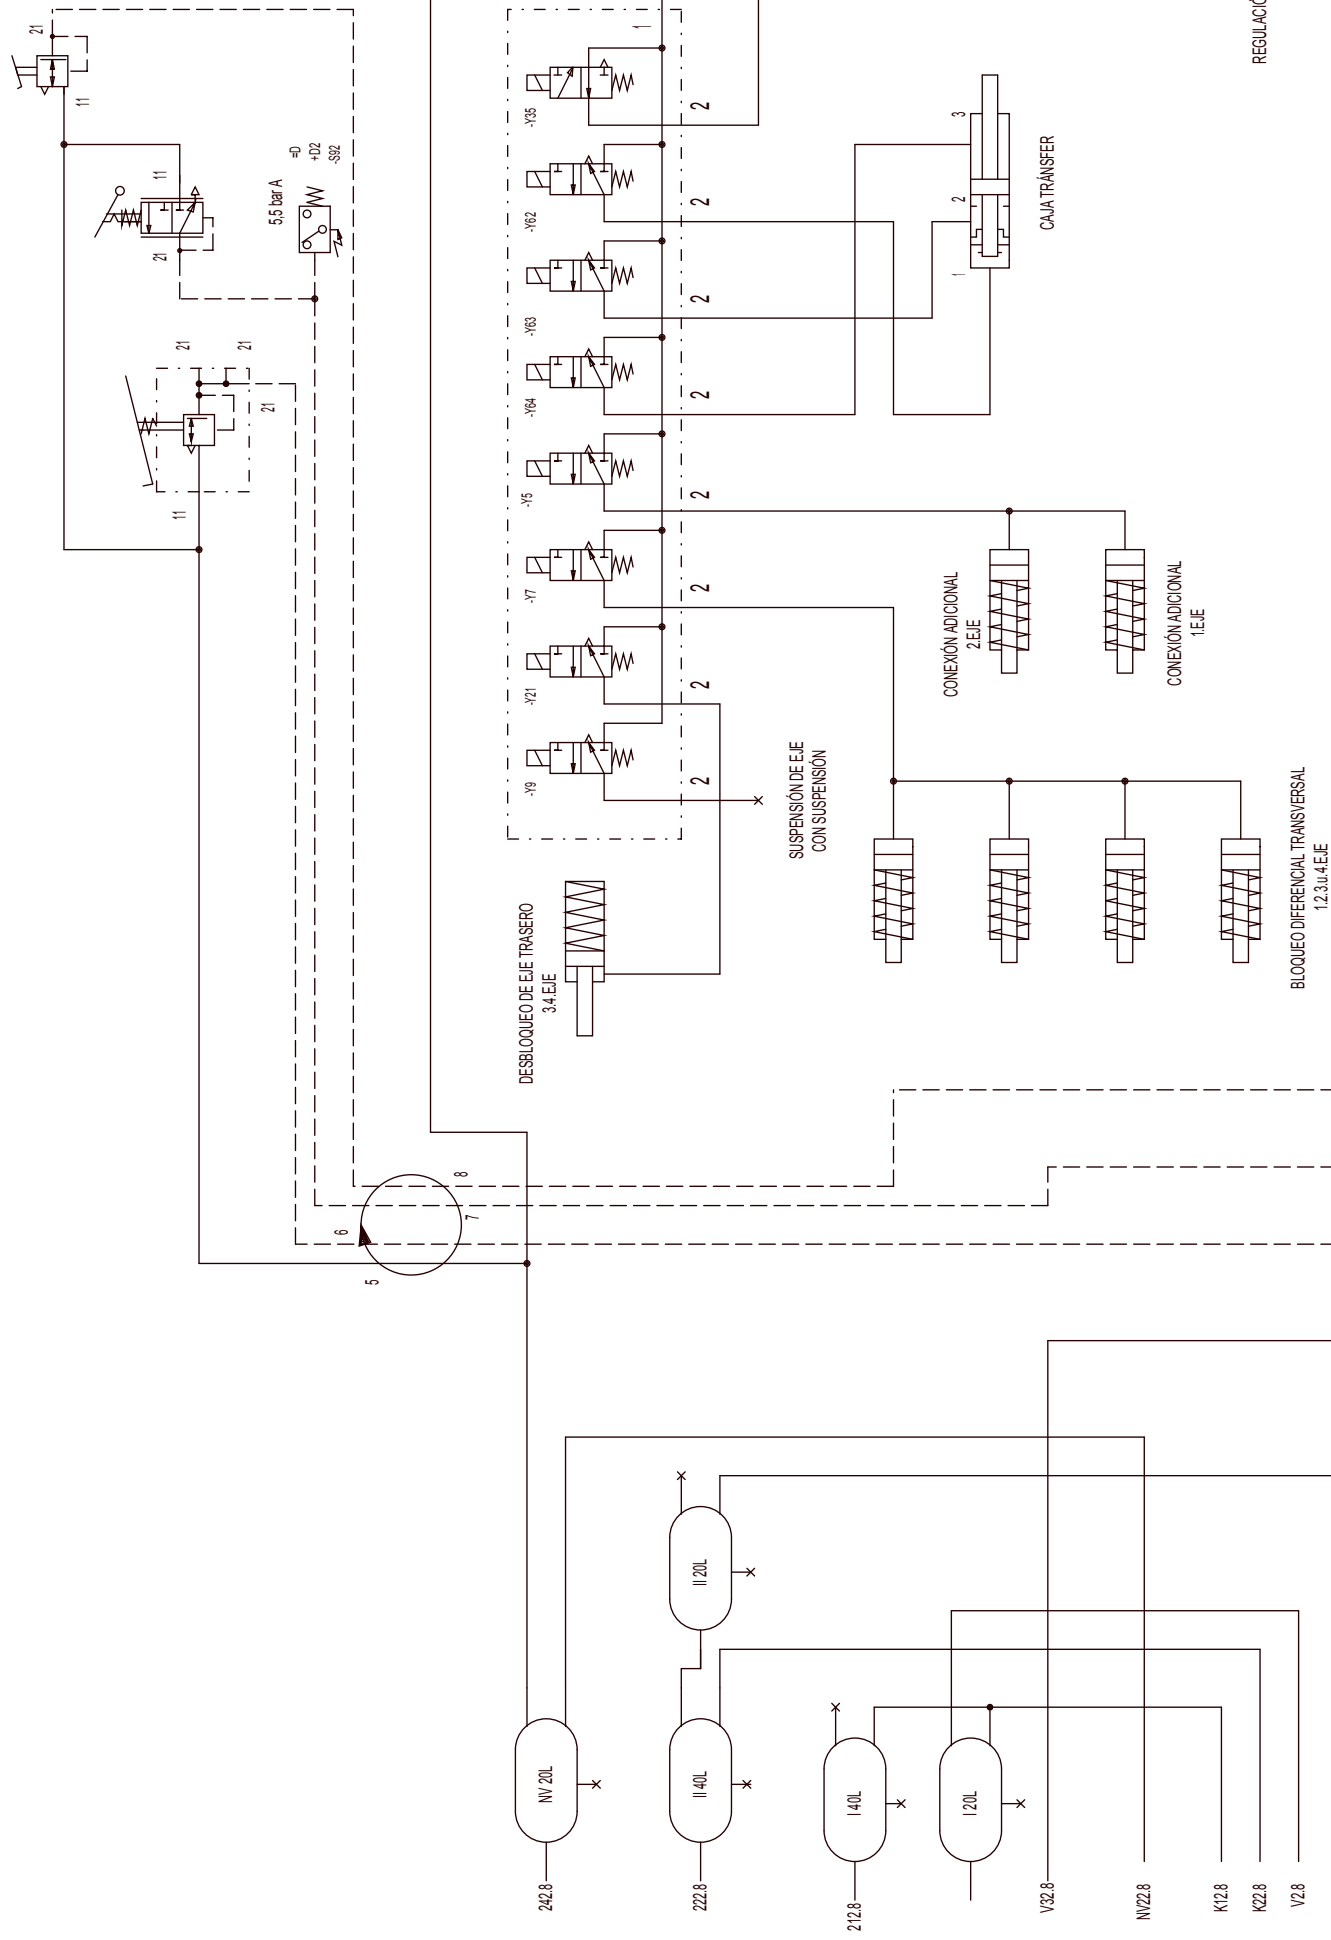 21
11
11
21
=D
+D2
-S92
5,5 bar A
21
21
21
11
1
-Y35
2
-Y62
2
-Y63
2
-Y64
2
-Y5
2
-Y7
2
-Y21
2
-Y9
2
REGULACIÓ
3
2
1
CAJA TRÁNSFER
CONEXIÓN ADICIONAL
2.EJE
CONEXIÓN ADICIONAL
1.EJE
SUSPENSIÓN DE EJE
CON SUSPENSIÓN
DESBLOQUEO DE EJE TRASERO
3.4.EJE
BLOQUEO DIFERENCIAL TRANSVERSAL
1.2.3.u.4.EJE
8
7
6
5
NV 20L
242.8
II 20L
II 40L
222.8
I 40L
212.8
I 20L
V32.8
NV22.8
K12.8
K22.8
V2.8